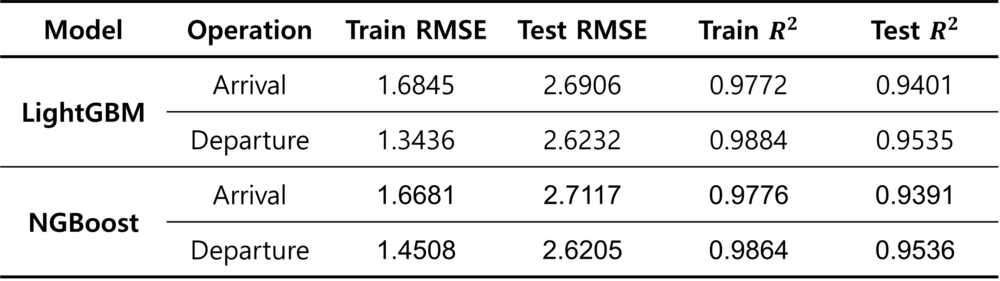 Model Operation Train RMSE Test RMSE Train R² Test R²
LightGBM
Arrival 1.6845 2.6906 0.9772 0.9401
Departure 1.3436 2.6232 0.9884 0.9535
NGBoost
Arrival 1.6681 2.7117 0.9776 0.9391
Departure 1.4508 2.6205 0.9864 0.9536